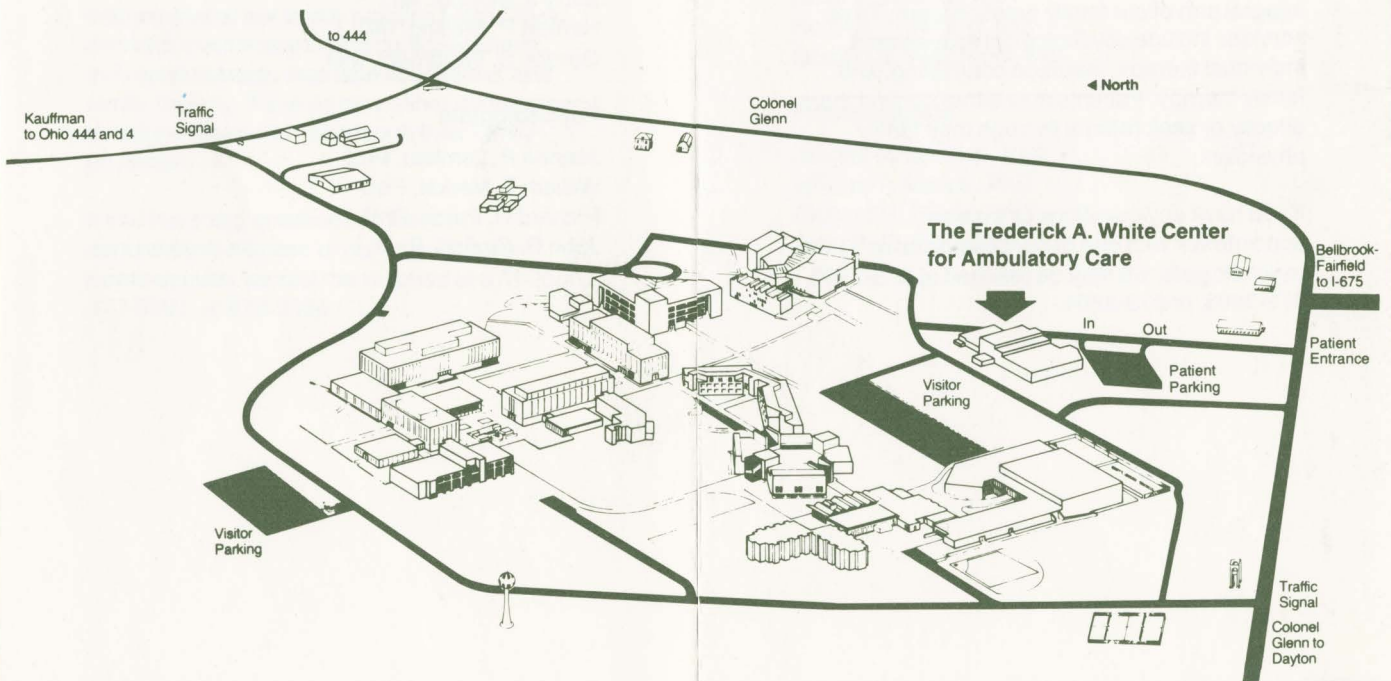 to 444
◄ North
Colonel
Glenn
Kauffman
to Ohio 444 and 4
Traffic
Signal
The Frederick A. White Center
for Ambulatory Care
Bellbrook-
Fairfield
to I-675
In
Out
Patient
Entrance
Patient
Parking
Visitor
Parking
Visitor
Parking
Traffic
Signal
Colonel
Glenn to
Dayton